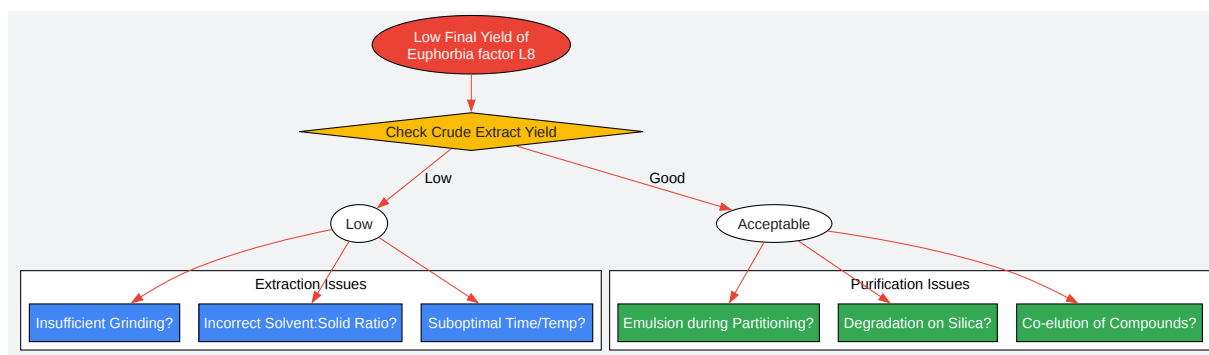 Low Final Yield of
Euphorbia factor L8
Check Crude Extract Yield
Low
Good
Low
Acceptable
Extraction Issues
Purification Issues
Insufficient Grinding?
Incorrect Solvent:Solid Ratio?
Suboptimal Time/Temp?
Emulsion during Partitioning?
Degradation on Silica?
Co-elution of Compounds?